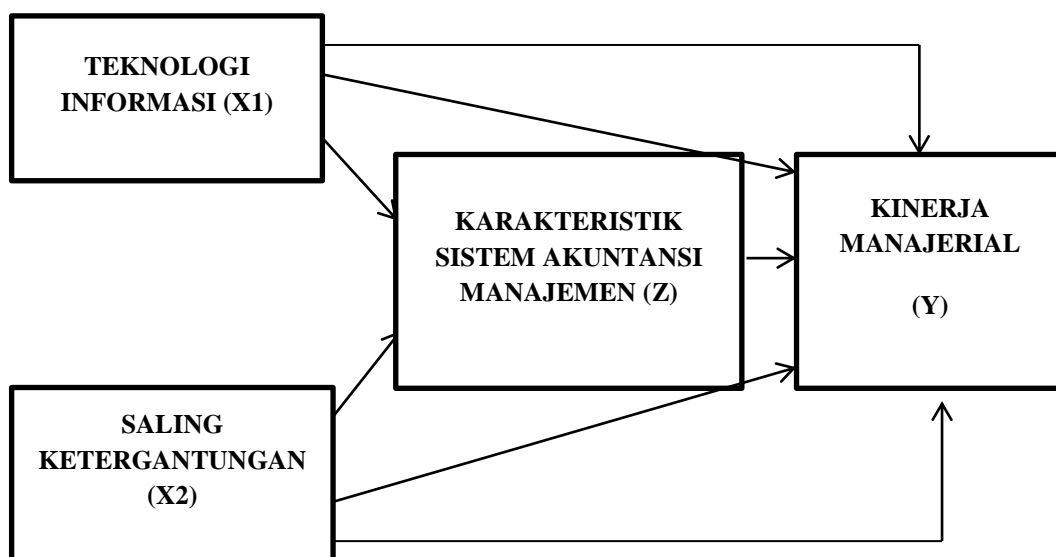 TEKNOLOGI
INFORMASI (X1)
KARAKTERISTIK
SISTEM AKUNTANSI
MANAJEMEN (Z)
KINERJA
MANAJERIAL
(Y)
SALING
KETERGANTUNGAN
(X2)